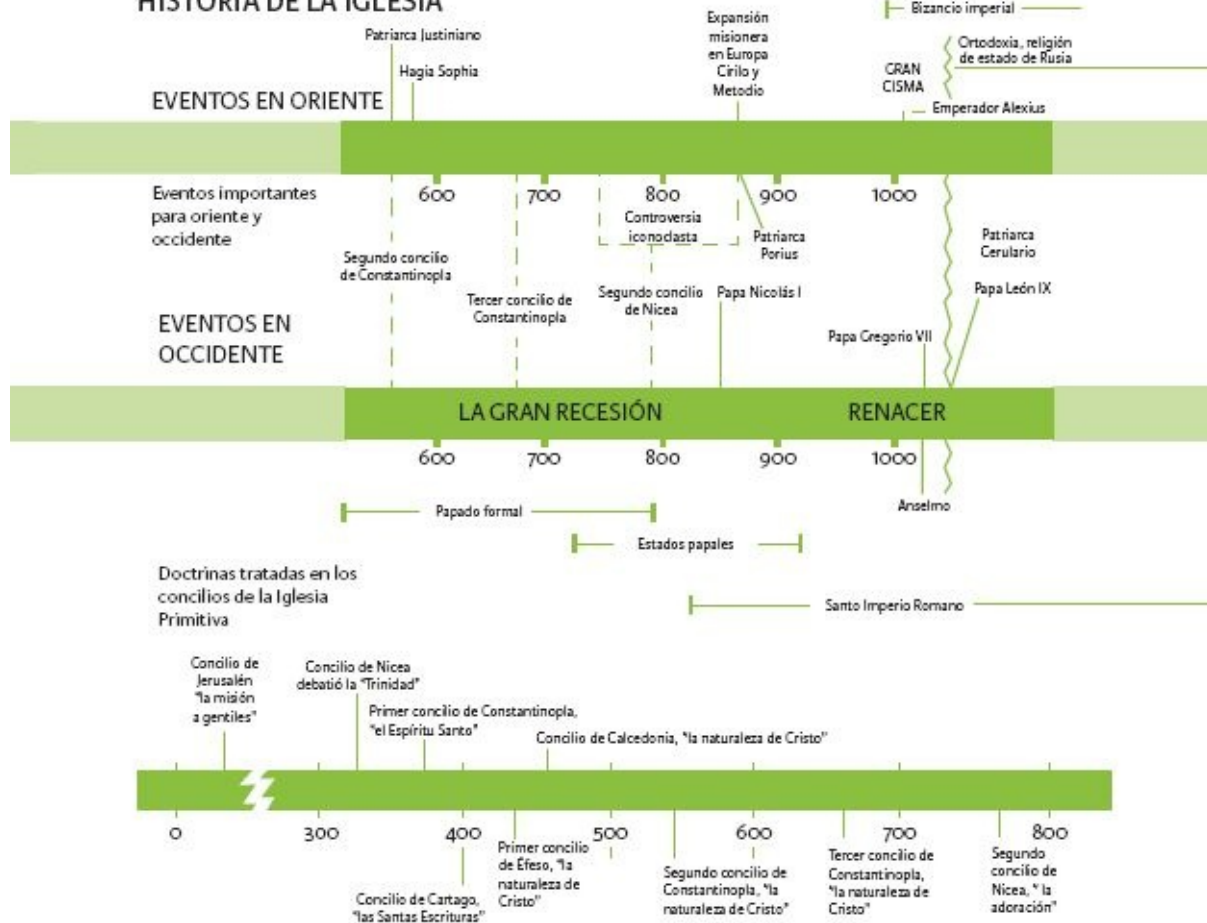 HISTORIA DE LA IGLESIA
Bizancio imperial
Patriarca Justiniano
Hagia Sophia
Expansión
misionera
en Europa
Cirilo y
Metodio
GRAN
CISMA
Ortodoxia, religión
de estado de Rusia
Emperador Alexius
EVENTOS EN ORIENTE
600 700 800 900 1000
Eventos importantes
para oriente y
occidente
Segundo concilio
de Constantinopla
Tercer concilio de
Constantinopla
Controversia
iconoclasta
Segundo concilio
de Nicea
Patriarca
Porius
Papa Nicolás I
Patriarca
Cerulario
Papa León IX
Papa Gregorio VII
EVENTOS EN
OCCIDENTE
LA GRAN RECESIÓN RENACER
600 700 800 900 1000
Anselmo
Papado formal
Estados papales
Santo Imperio Romano
Doctrinas tratadas en los
concilios de la Iglesia
Primitiva
Concilio de
Jerusalén
"la misión
a gentiles"
Concilio de Nicea
debatió la "Trinidad"
Primer concilio de Constantinopla,
"el Espíritu Santo"
Concilio de Calcedonia, "la naturaleza de Cristo"
0 300 400 500 600 700 800
Concilio de Cartago,
"las Santas Escrituras"
Primer concilio
de Éfeso, "la
naturaleza de
Cristo"
Segundo concilio de
Constantinopla, "la
naturaleza de Cristo"
Tercer concilio de
Constantinopla,
"la naturaleza de
Cristo"
Segundo
concilio de
Nicea, " la
adoración"